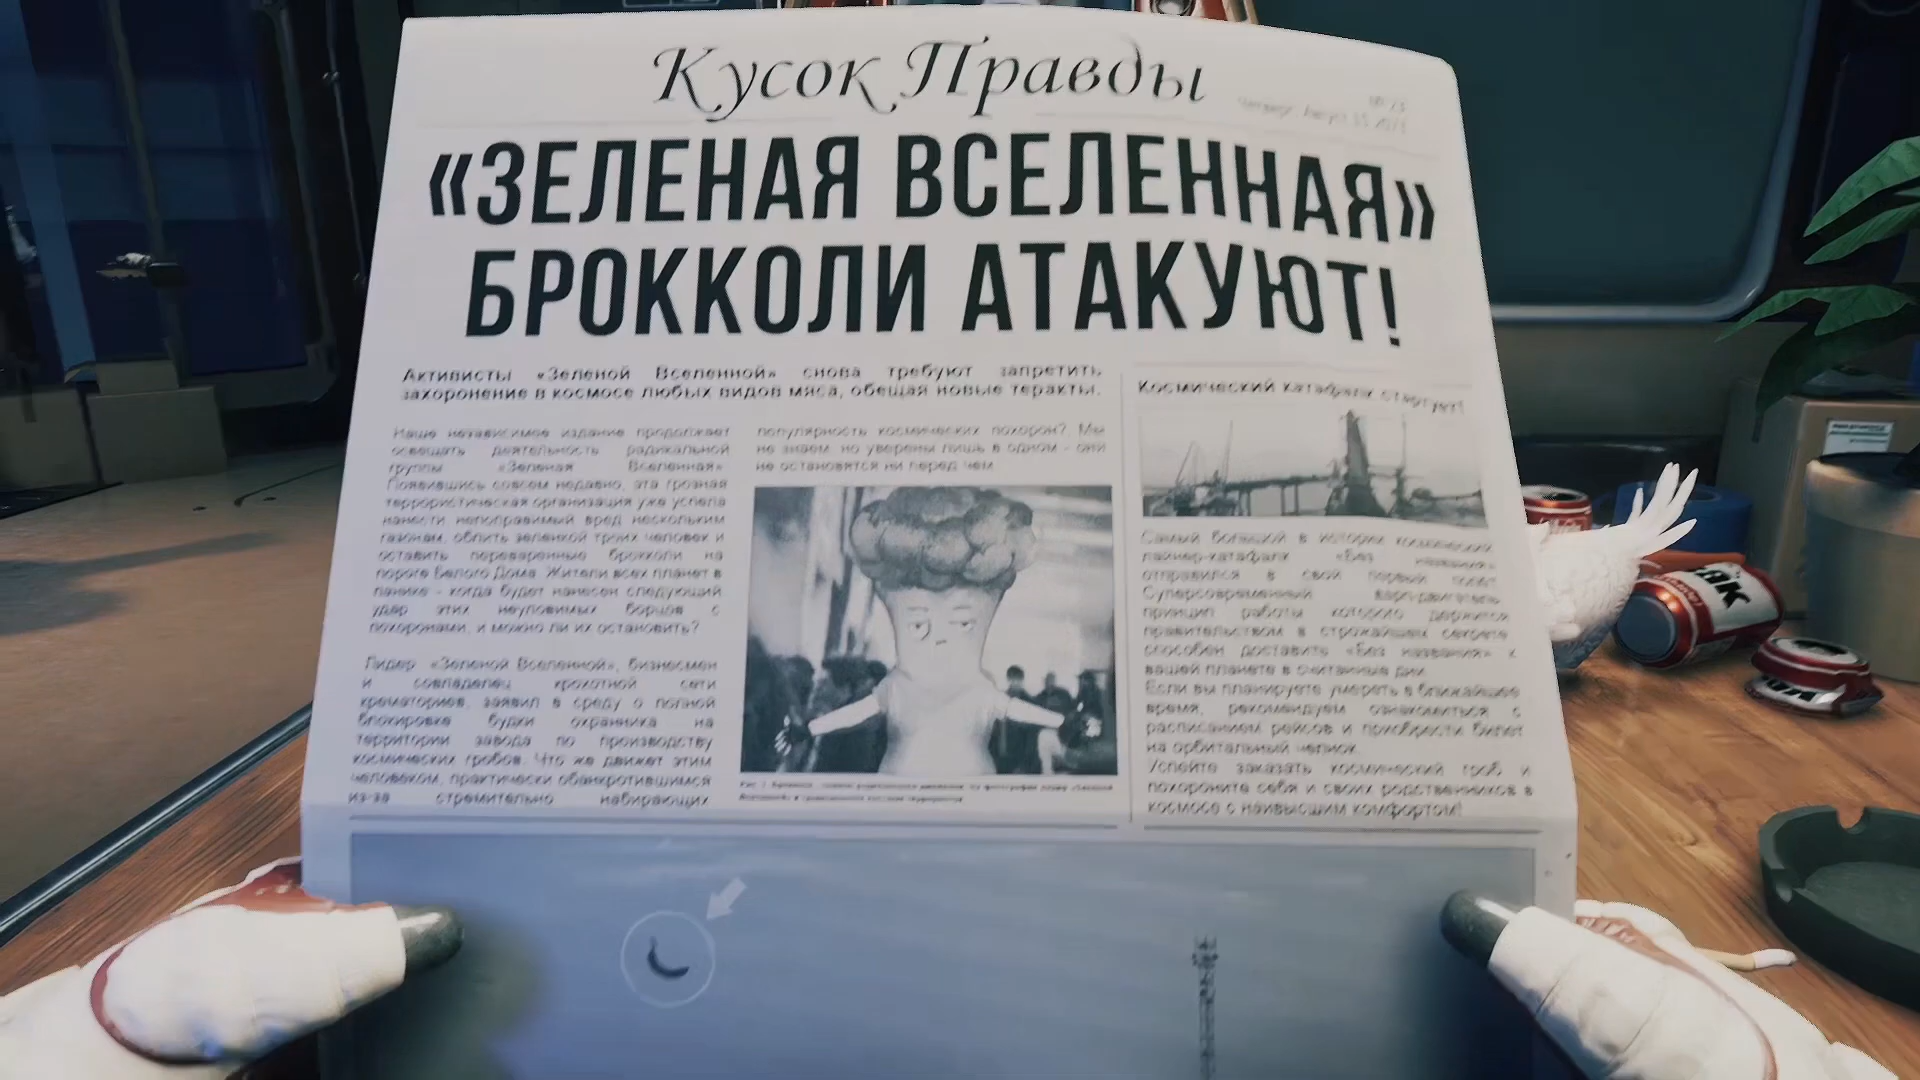 Кусок Правды
«ЗЕЛЕНАЯ ВСЕЛЕННАЯ»
БРОККОЛИ АТАКУЮТ!
Активисты «Зеленой Вселенной» снова требуют запретить
захоронение в космосе любых видов мяса, обещая новые теракты.
Наше независимое издание продолжает
освещать деятельность радикальной
группы «Зеленая Вселенная».
Появившись совсем недавно, эта грозная
террористическая организация уже успела
нанести непоправимый вред нескольким
газонам, облить зеленкой троих человек и
оставить переваренные брокколи на
пороге Белого Дома. Жители всех планет в
панике - когда будет нанесен следующий
удар этих неуловимых борцов с
похоронами, и можно ли их остановить?
Лидер «Зеленой Вселенной», бизнесмен
и совладелец крохотной сети
крематориев, заявил в среду о полной
блокировке будки охранника на
территории завода по производству
космических гробов. Что же движет этим
человеком, практически обанкротившимся
из-за стремительно набирающих
популярность космических похорон? Мы
не знаем, но уверены лишь в одном - они
не остановятся ни перед чем
Космический катафалк стартует!
Самый большой в истории космический
лайнер-катафалк «Без названия»
отправился в свой первый полет.
Суперсовременный варп-двигатель,
принцип работы которого держится
правительством в строжайшем секрете
способен доставить «Без названия» к
вашей планете в считанные дни.
Если вы планируете умереть в ближайшее
время, рекомендуем ознакомиться с
расписанием рейсов и приобрести билет
на орбитальный челнок.
Успейте заказать космический гроб и
похороните себя и своих родственников в
космосе с наивысшим комфортом!